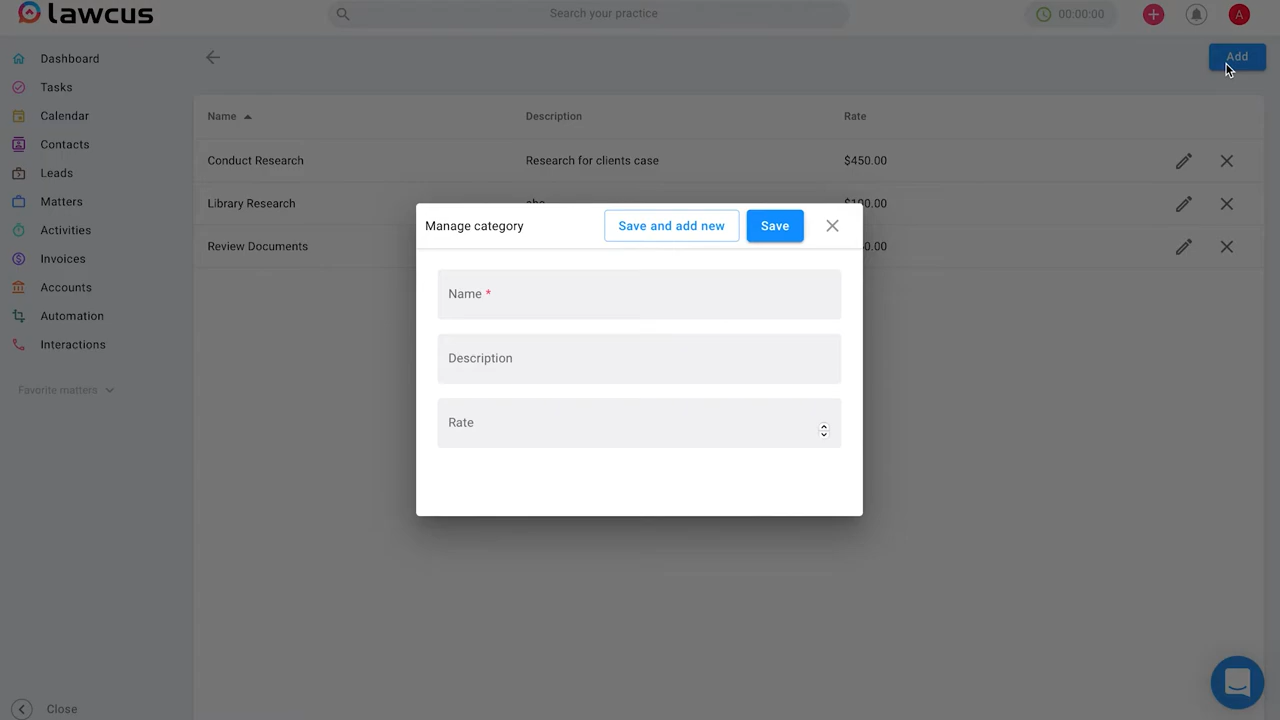 lawcus
Search your practice
00:00:00
A
Dashboard
Tasks
Calendar
Contacts
Leads
Matters
Activities
Invoices
Accounts
Automation
Interactions
Favorite matters
Close
Add
Name Description Rate
Conduct Research Research for clients case $450.00
Library Research $100.00
Review Documents
Manage category Save and add new Save
Name *
Description
Rate